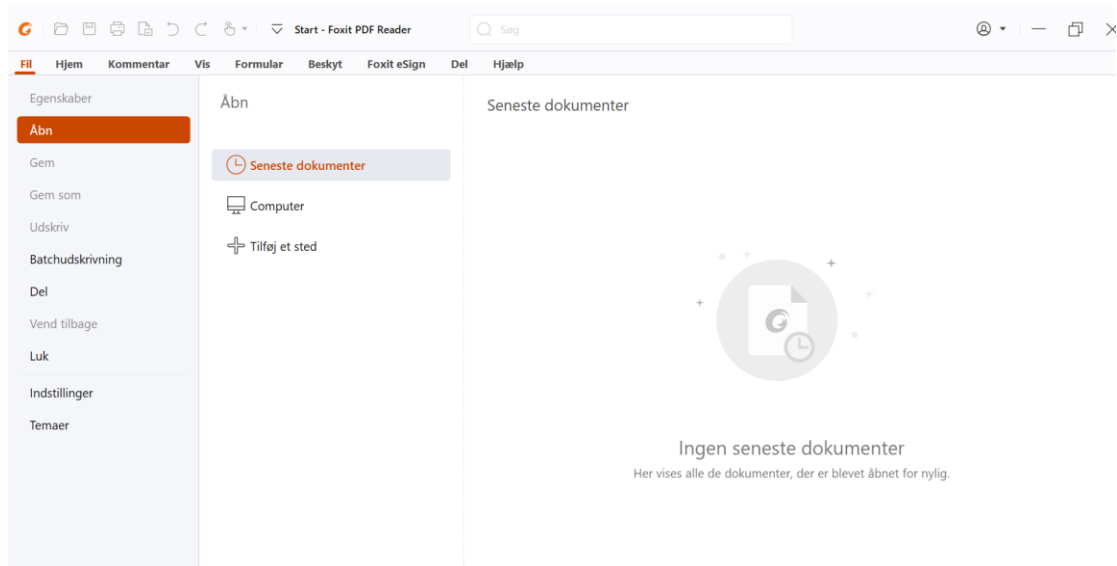 Start - Foxit PDF Reader
Søg
Fil Hjem Kommentar Vis Formular Beskyt Foxit eSign Del Hjælp
Egenskaber
Åbn
Gem
Gem som
Udskriv
Batchudskrivning
Del
Vend tilbage
Luk
Indstillinger
Temaer
Åbn
Seneste dokumenter
Computer
Tilføj et sted
Seneste dokumenter
Ingen seneste dokumenter
Her vises alle de dokumenter, der er blevet åbnet for nylig.